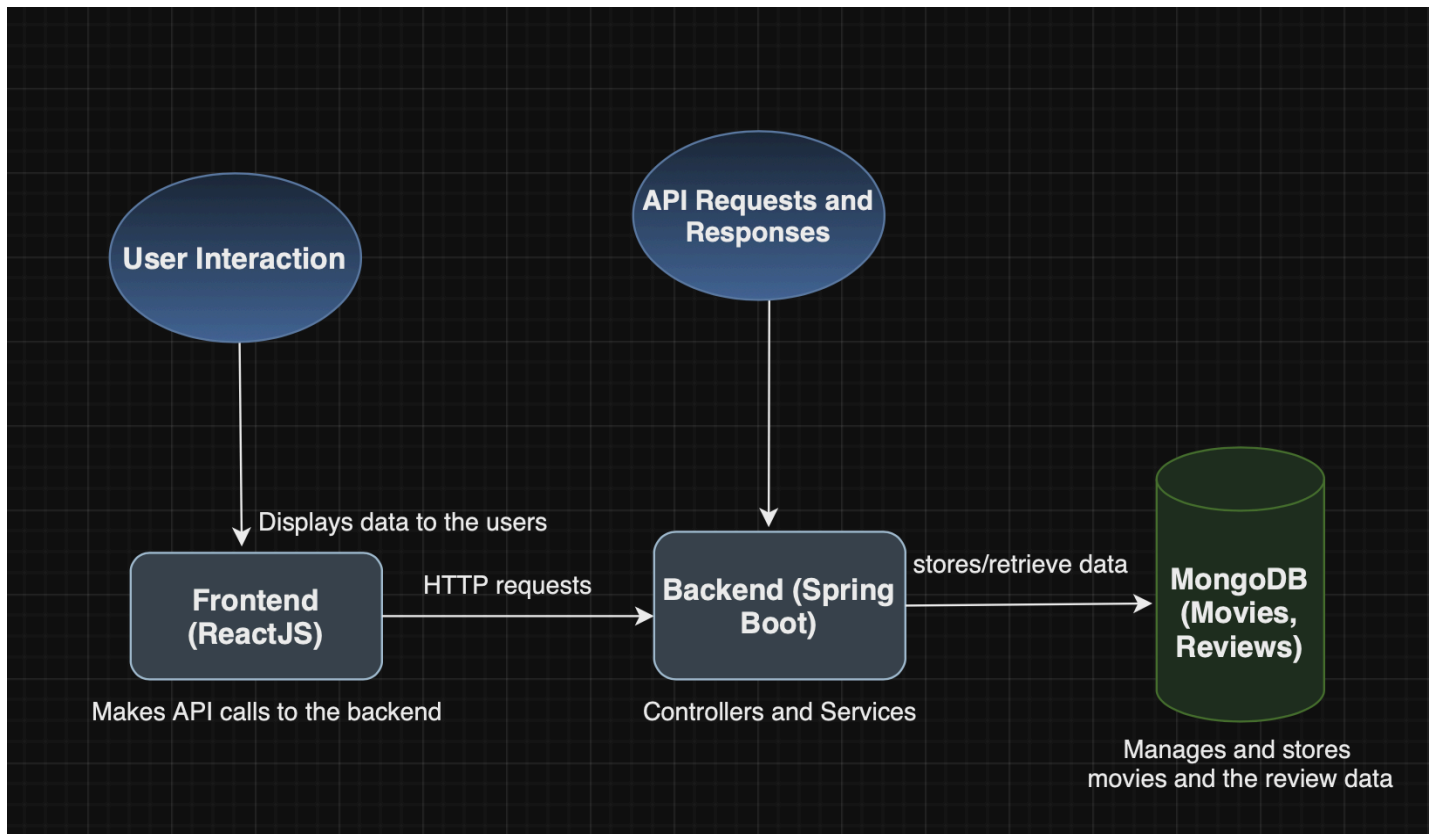 User Interaction
API Requests and
Responses
Displays data to the users
Frontend
(ReactJS)
Makes API calls to the backend
HTTP requests
Backend (Spring
Boot)
Controllers and Services
stores/retrieve data
MongoDB
(Movies,
Reviews)
Manages and stores
movies and the review data